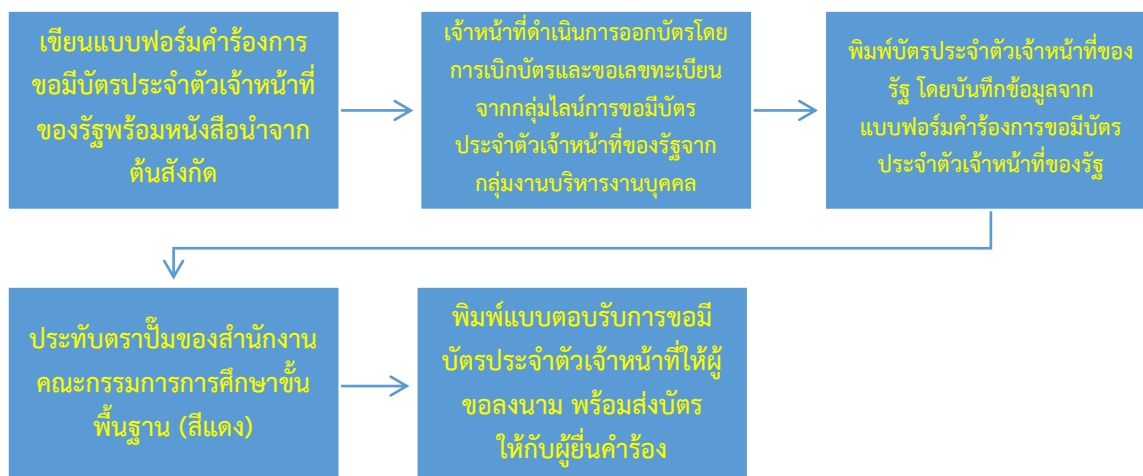 เขียนแบบฟอร์มคำร้องการ
ขอมีบัตรประจำตัวเจ้าหน้าที่
ของรัฐพร้อมหนังสือนำจาก
ต้นสังกัด
เจ้าหน้าที่ดำเนินการออกบัตรโดย
การเบิกบัตรและขอเลขทะเบียน
จากกลุ่มไลน์การขอมีบัตร
ประจำตัวเจ้าหน้าที่ของรัฐจาก
กลุ่มงานบริหารงานบุคคล
พิมพ์บัตรประจำตัวเจ้าหน้าที่ของ
รัฐ โดยบันทึกข้อมูลจาก
แบบฟอร์มคำร้องการขอมีบัตร
ประจำตัวเจ้าหน้าที่ของรัฐ
ประทับตราปั๊มของสำนักงาน
คณะกรรมการการศึกษาขั้น
พื้นฐาน (สีแดง)
พิมพ์แบบตอบรับการขอมี
บัตรประจำตัวเจ้าหน้าที่ให้ผู้
ขอลงนาม พร้อมส่งบัตร
ให้กับผู้ยื่นคำร้อง